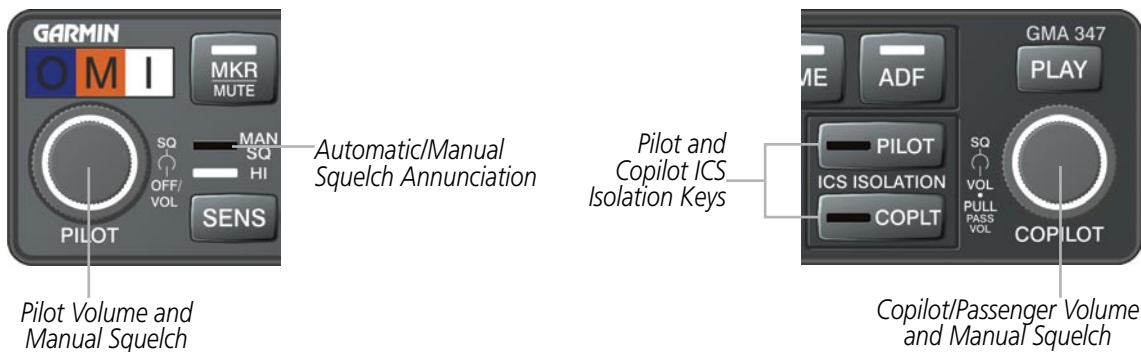 GARMIN
O M I
MKR
MUTE
SQ
OFF/
VOL
MAN
SQ
HI
SENS
PILOT
Automatic/Manual
Squelch Annunciation
Pilot Volume and
Manual Squelch
GMA 347
ME
ADF
PLAY
PILOT
ICS ISOLATION
COPLT
SQ
VOL
PULL
PASS
VOL
COPILOT
Pilot and
Copilot ICS
Isolation Keys
Copilot/Passenger Volume
and Manual Squelch